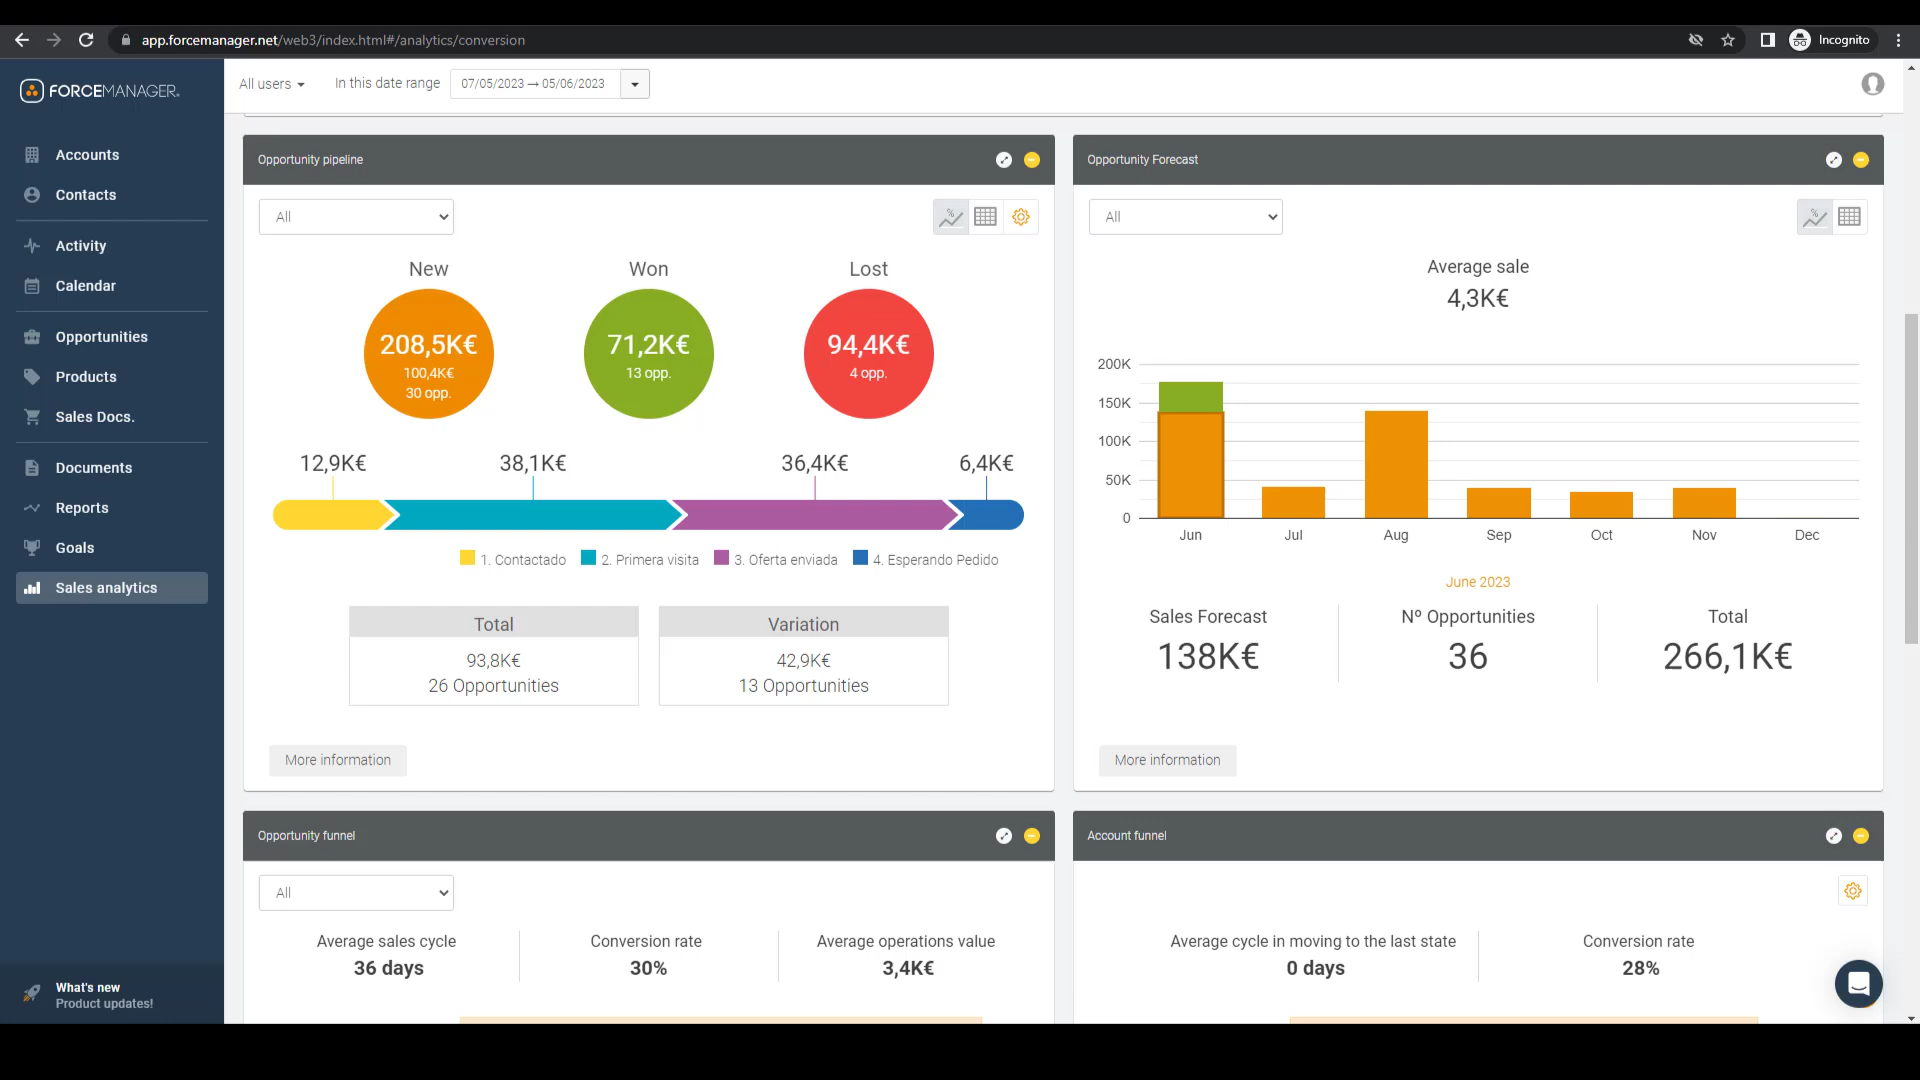 app.forcemanager.net/web3/index.html#/analytics/conversion
Incognito
FORCEMANAGER
All users
In this date range
07/05/2023 → 05/06/2023
Accounts
Contacts
Activity
Calendar
Opportunities
Products
Sales Docs.
Documents
Reports
Goals
Sales analytics
What's new
Product updates!
Opportunity pipeline
All
%
New
Won
Lost
208,5K€
100,4K€
30 opp.
71,2K€
13 opp.
94,4K€
4 opp.
12,9K€
38,1K€
36,4K€
6,4K€
1. Contactado
2. Primera visita
3. Oferta enviada
4. Esperando Pedido
Total
93,8K€
26 Opportunities
Variation
42,9K€
13 Opportunities
More information
Opportunity Forecast
All
%
Average sale
4,3K€
200K
150K
100K
50K
0
Jun
Jul
Aug
Sep
Oct
Nov
Dec
June 2023
Sales Forecast
138K€
Nº Opportunities
36
Total
266,1K€
More information
Opportunity funnel
All
Average sales cycle
36 days
Conversion rate
30%
Average operations value
3,4K€
Account funnel
Average cycle in moving to the last state
0 days
Conversion rate
28%